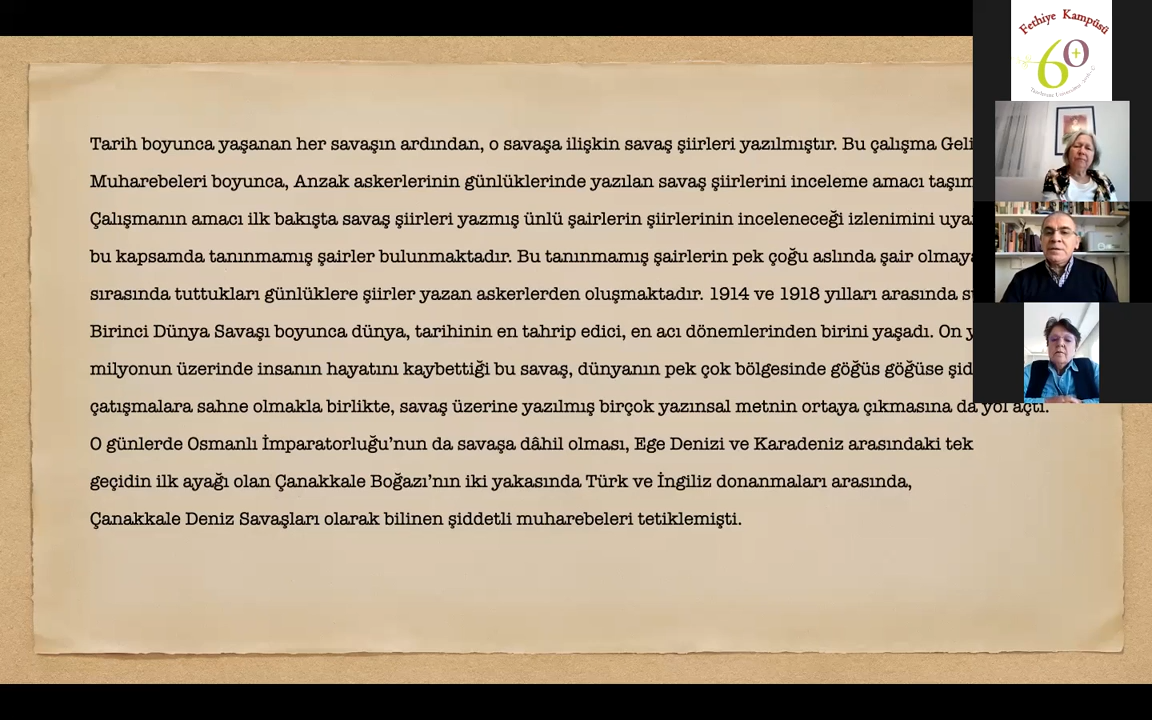 Fethiye Kampüsü
60
Tarih boyunca yaşanan her savaşın ardından, o savaşa ilişkin savaş şiirleri yazılmıştır. Bu çalışma Geli
Muharebeleri boyunca, Anzak askerlerinin günlüklerinde yazılan savaş şiirlerini inceleme amacı taşım
Çalışmanın amacı ilk bakışta savaş şiirleri yazmış ünlü şairlerin şiirlerinin inceleneceği izlenimini uya
bu kapsamda tanınmamış şairler bulunmaktadır. Bu tanınmamış şairlerin pek çoğu aslında şair olmaya
sırasında tuttukları günlüklere şiirler yazan askerlerden oluşmaktadır. 1914 ve 1918 yılları arasında
Birinci Dünya Savaşı boyunca dünya, tarihinin en tahrip edici, en acı dönemlerinden birini yaşadı. On
milyonun üzerinde insanın hayatını kaybettiği bu savaş, dünyanın pek çok bölgesinde göğüs göğüse şid
çatışmalara sahne olmakla birlikte, savaş üzerine yazılmış birçok yazınsal metnin ortaya çıkmasına da yol açtı.
O günlerde Osmanlı İmparatorluğu’nun da savaşa dâhil olması, Ege Denizi ve Karadeniz arasındaki tek
geçidin ilk ayağı olan Çanakkale Boğazı’nın iki yakasında Türk ve İngiliz donanmaları arasında,
Çanakkale Deniz Savaşları olarak bilinen şiddetli muharebeleri tetiklemişti.